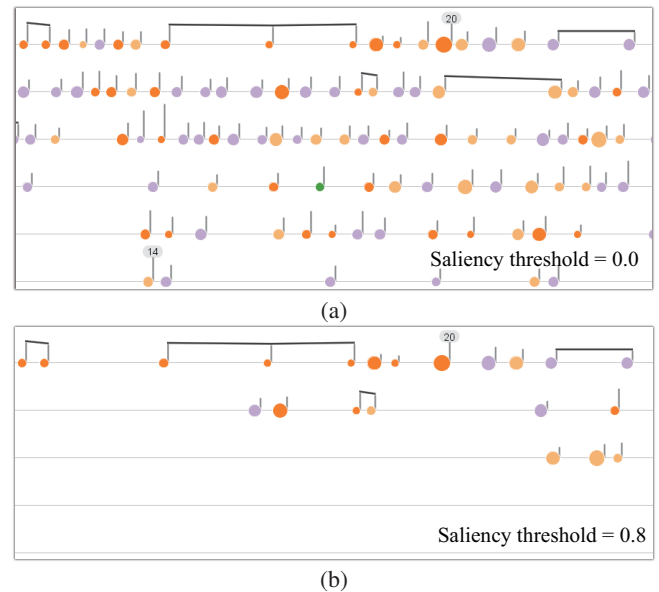 20
14
Saliency threshold = 0.0
(a)
20
Saliency threshold = 0.8
(b)